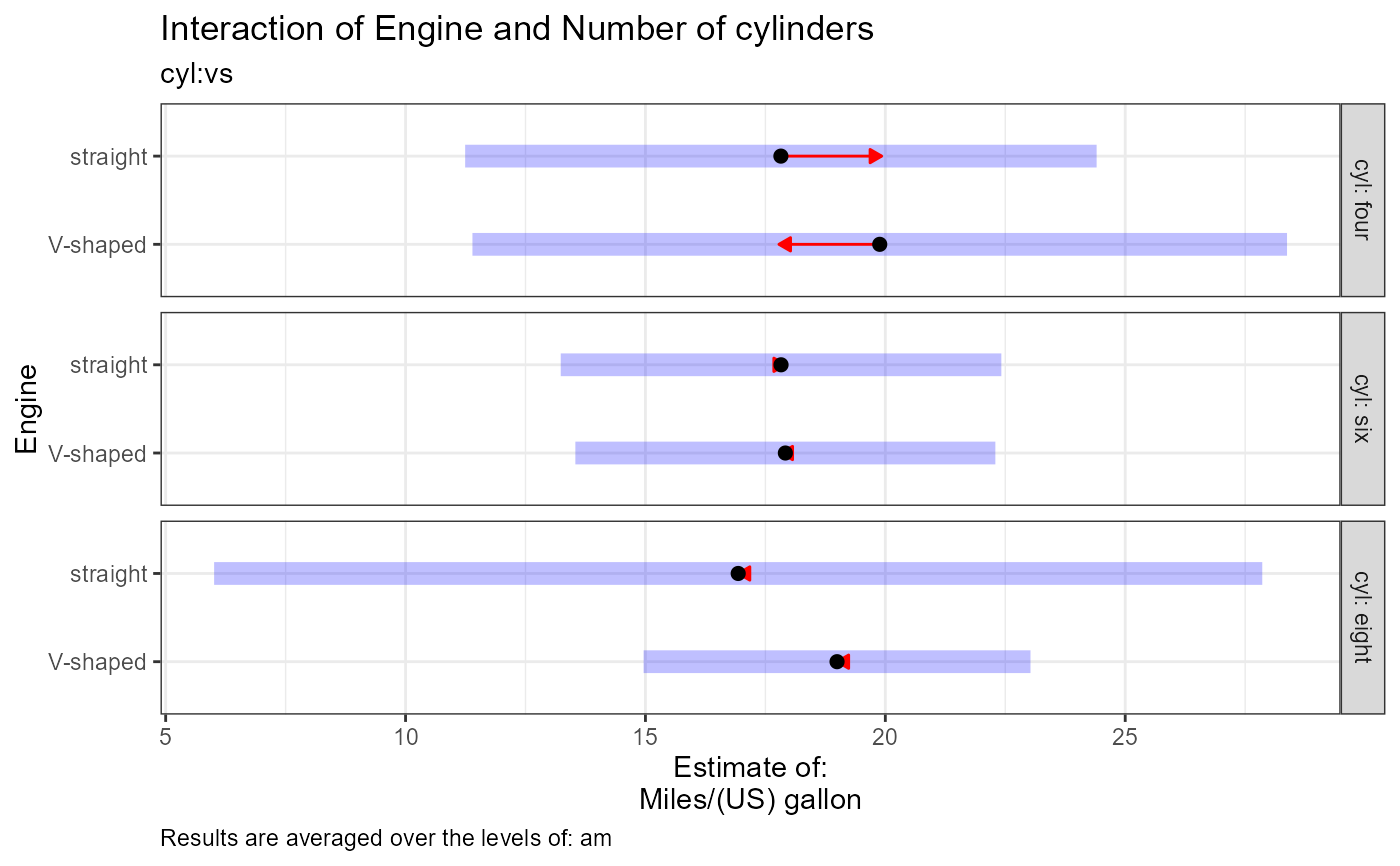 Interaction of Engine and Number of cylinders
cyl:vs
straight
V-shaped
cyl: four
straight
V-shaped
cyl: six
straight
V-shaped
cyl: eight
Engine
5 10 15 20 25
Estimate of:
Miles/(US) gallon
Results are averaged over the levels of: am